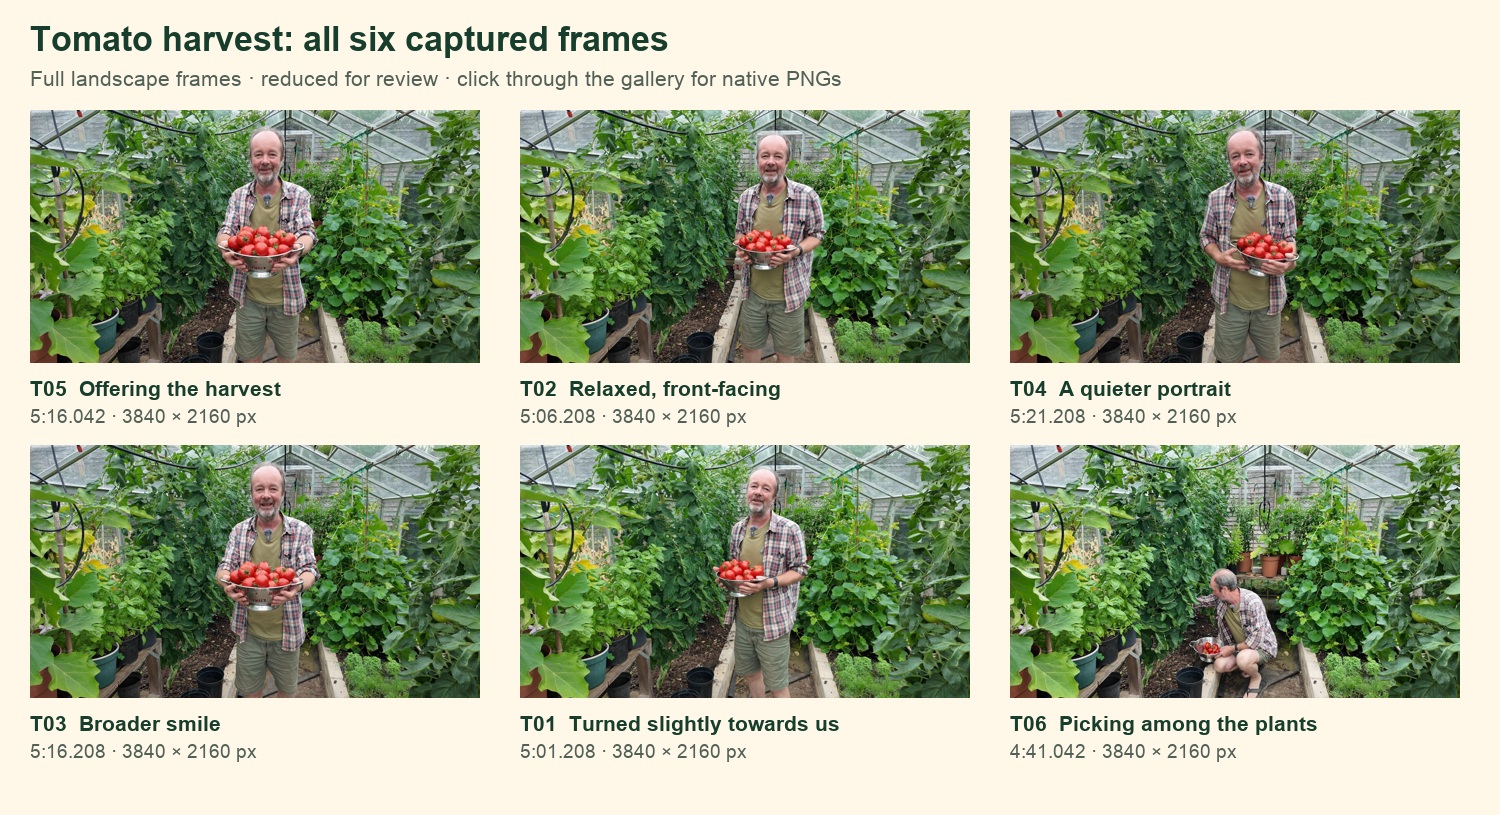 Tomato harvest: all six captured frames
Full landscape frames · reduced for review · click through the gallery for native PNGs
T05 Offering the harvest
5:16.042 · 3840 × 2160 px
T02 Relaxed, front-facing
5:06.208 · 3840 × 2160 px
T04 A quieter portrait
5:21.208 · 3840 × 2160 px
T03 Broader smile
5:16.208 · 3840 × 2160 px
T01 Turned slightly towards us
5:01.208 · 3840 × 2160 px
T06 Picking among the plants
4:41.042 · 3840 × 2160 px